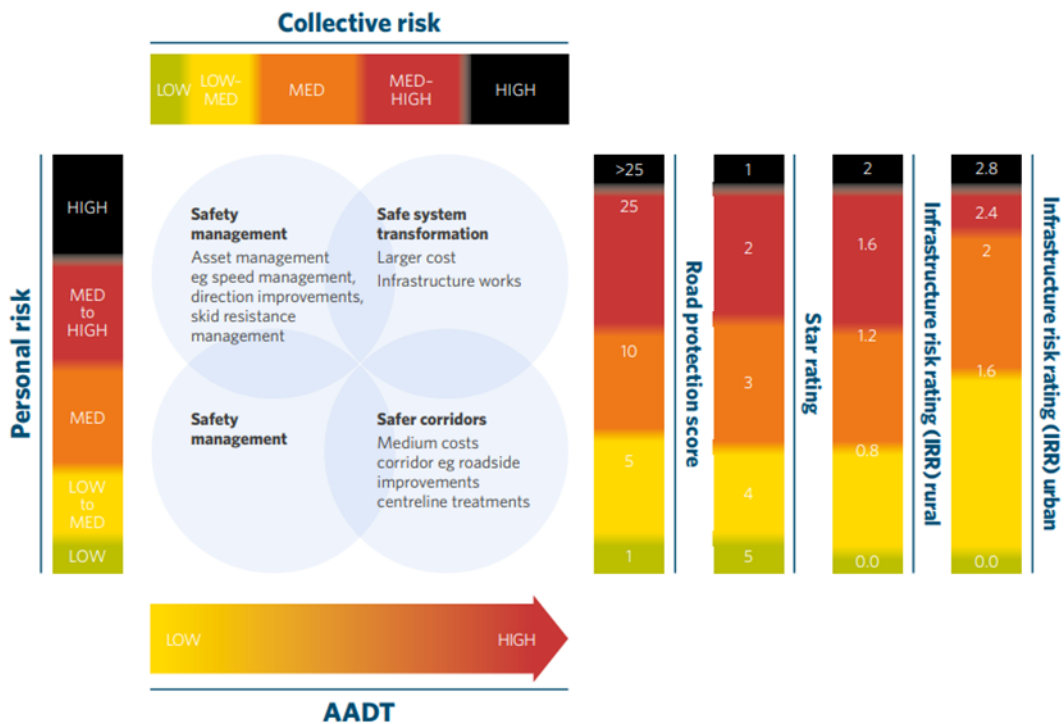 Collective risk
LOW
LOW–
MED
MED
MED–
HIGH
HIGH
Personal risk
HIGH
MED
to
HIGH
MED
LOW
to
MED
LOW
Safety
management
Asset management
eg speed management,
direction improvements,
skid resistance
management
Safe system
transformation
Larger cost
Infrastructure works
Safety
management
Safer corridors
Medium costs
corridor eg roadside
improvements
centreline treatments
>25
25
10
5
1
Road protection score
1
2
3
4
5
Star rating
2
1.6
1.2
0.8
0.0
Infrastructure risk rating (IRR) rural
2.8
2.4
2
1.6
0.0
Infrastructure risk rating (IRR) urban
LOW
HIGH
AADT